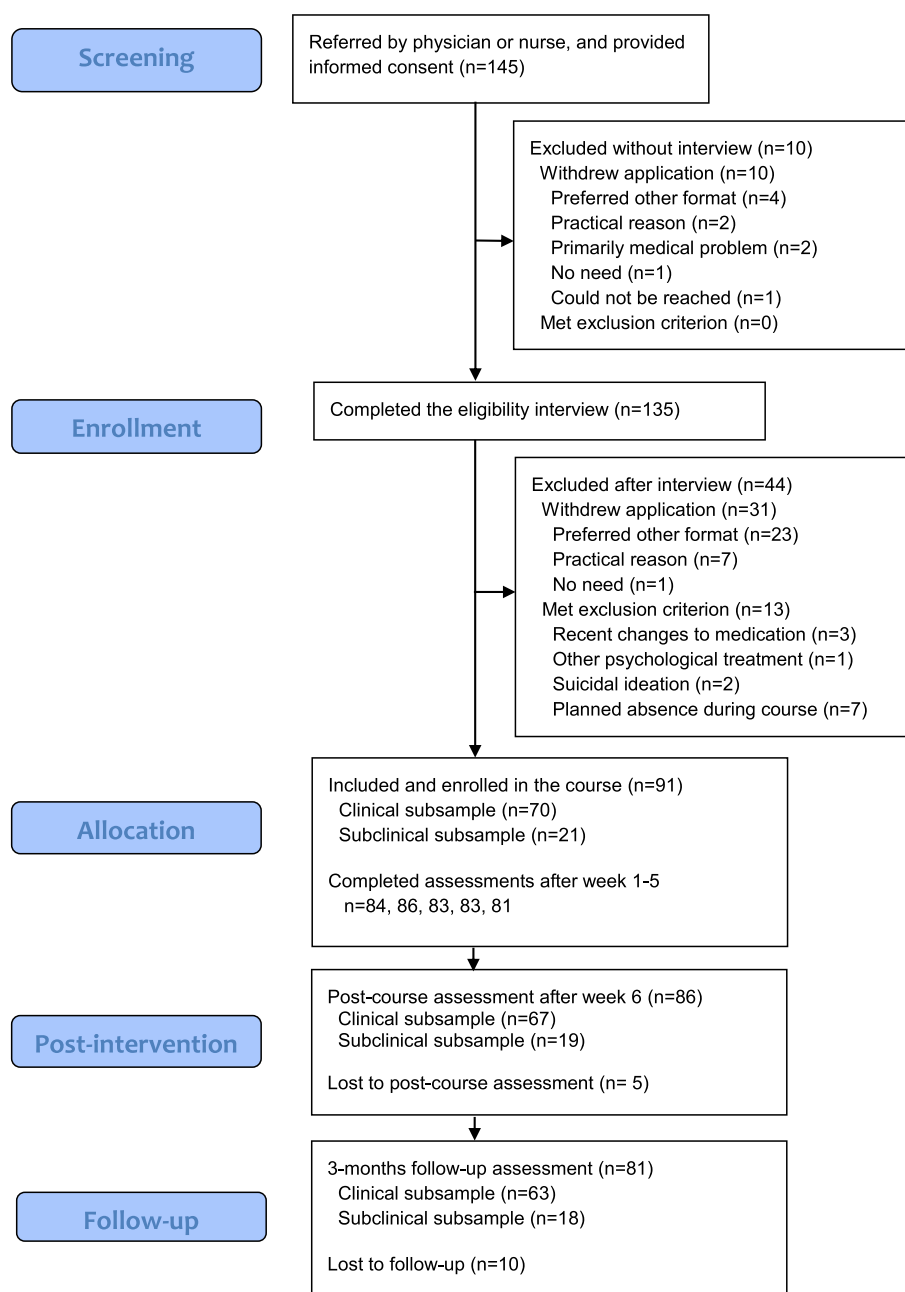 Screening
Referred by physician or nurse, and provided
informed consent (n=145)
Excluded without interview (n=10)
Withdrew application (n=10)
Preferred other format (n=4)
Practical reason (n=2)
Primarily medical problem (n=2)
No need (n=1)
Could not be reached (n=1)
Met exclusion criterion (n=0)
Enrollment
Completed the eligibility interview (n=135)
Excluded after interview (n=44)
Withdrew application (n=31)
Preferred other format (n=23)
Practical reason (n=7)
No need (n=1)
Met exclusion criterion (n=13)
Recent changes to medication (n=3)
Other psychological treatment (n=1)
Suicidal ideation (n=2)
Planned absence during course (n=7)
Allocation
Included and enrolled in the course (n=91)
Clinical subsample (n=70)
Subclinical subsample (n=21)
Completed assessments after week 1-5
n=84, 86, 83, 83, 81
Post-intervention
Post-course assessment after week 6 (n=86)
Clinical subsample (n=67)
Subclinical subsample (n=19)
Lost to post-course assessment (n= 5)
Follow-up
3-months follow-up assessment (n=81)
Clinical subsample (n=63)
Subclinical subsample (n=18)
Lost to follow-up (n=10)